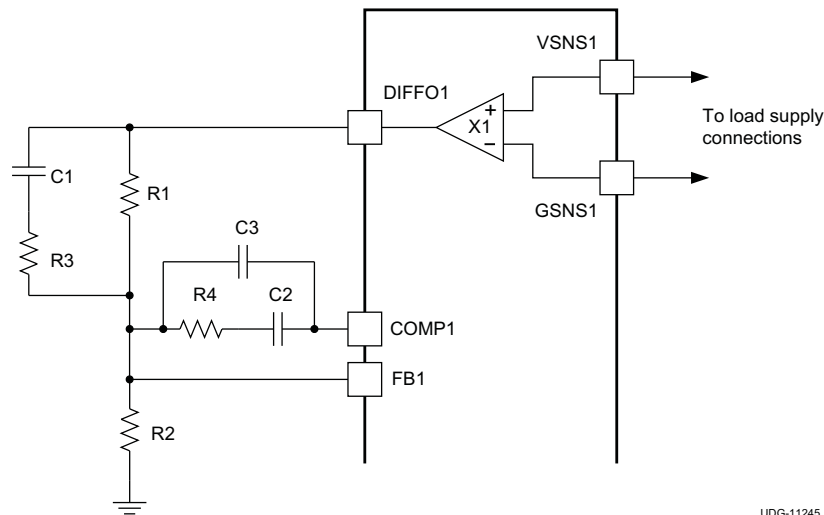 VSNS1
DIFFO1
+
X1
−
To load supply
connections
C1
R1
GSNS1
C3
R3
R4
C2
COMP1
FB1
R2
UDG-11245